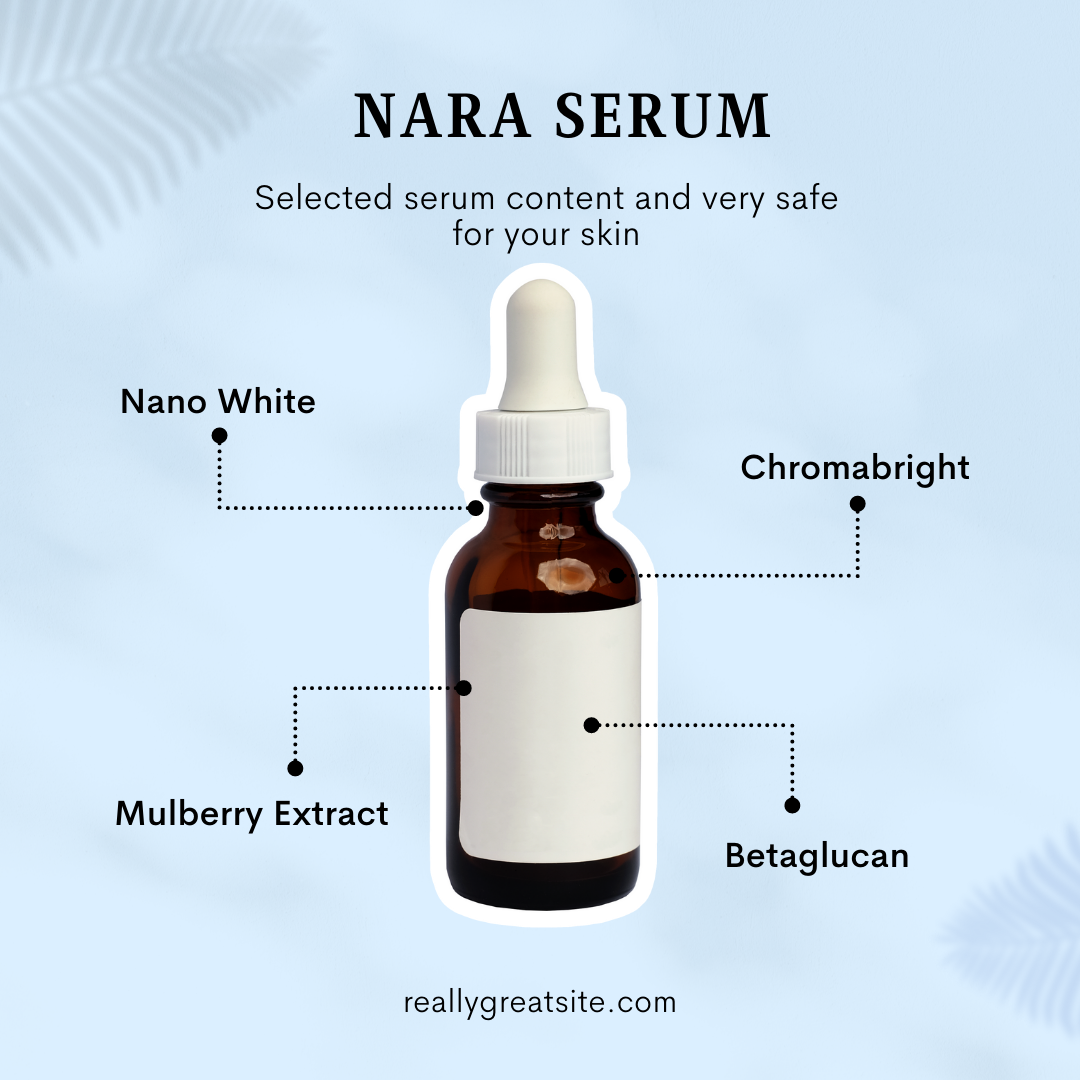 NARA SERUM
Selected serum content and very safe
for your skin
Nano White
Chromabright
Mulberry Extract
Betaglucan
reallygreatsite.com